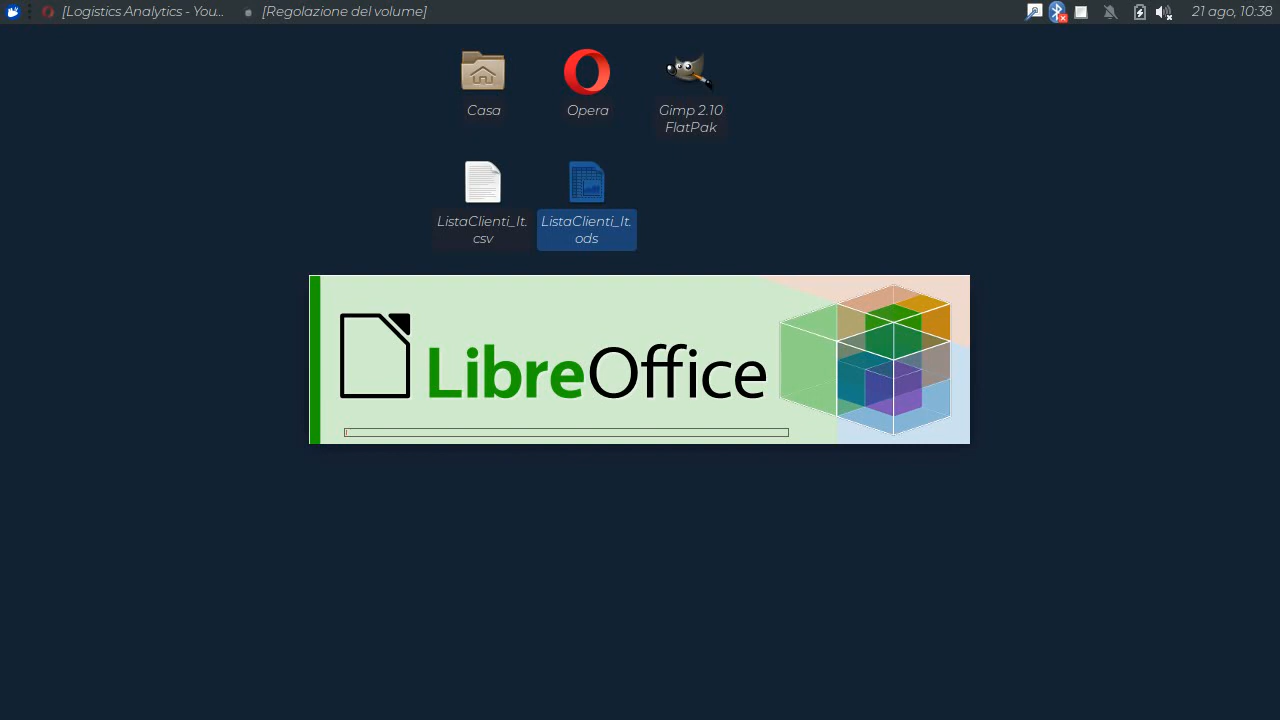 [Logistics Analytics - You... [Regolazione del volume] 21 ago, 10:38
Casa Opera Gimp 2.10
FlatPak
ListaClienti_It. ListaClienti_It.
csv ods
LibreOffice